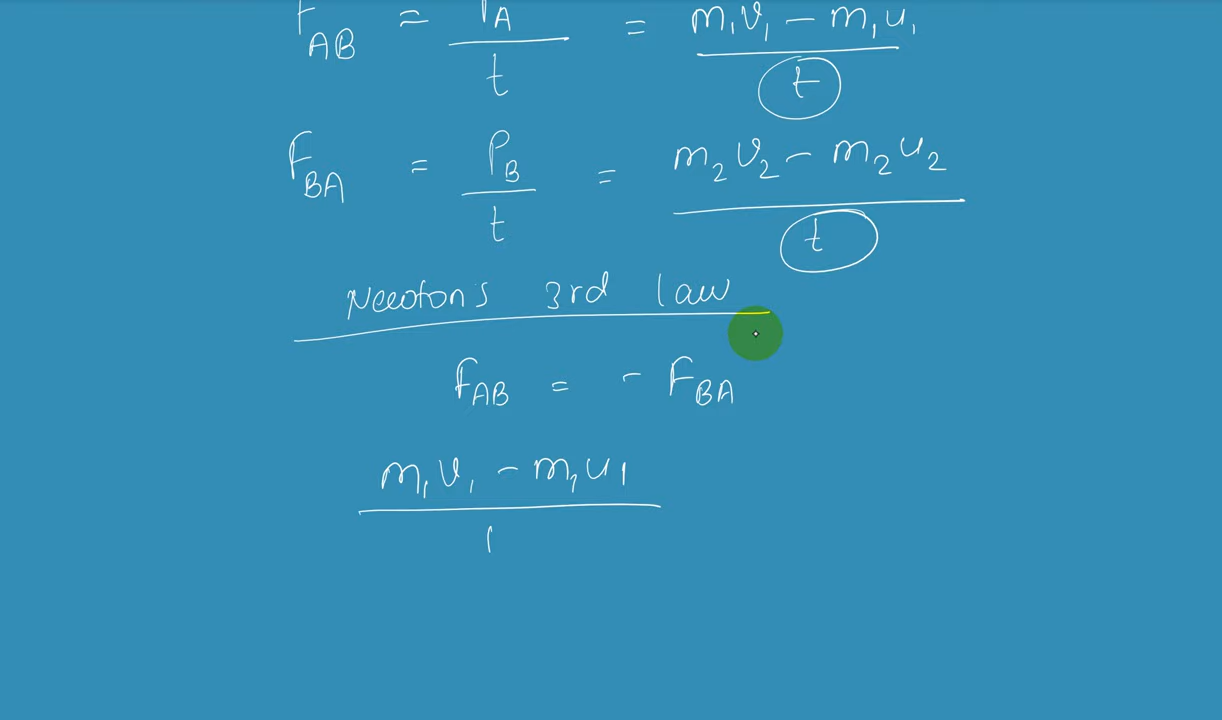 F_AB = P_A / t = m₁v₁ − m₁u₁ / t
F_BA = P_B / t = m₂v₂ − m₂u₂ / t
Newton's 3rd law
F_AB = − F_BA
m₁v₁ − m₁u₁